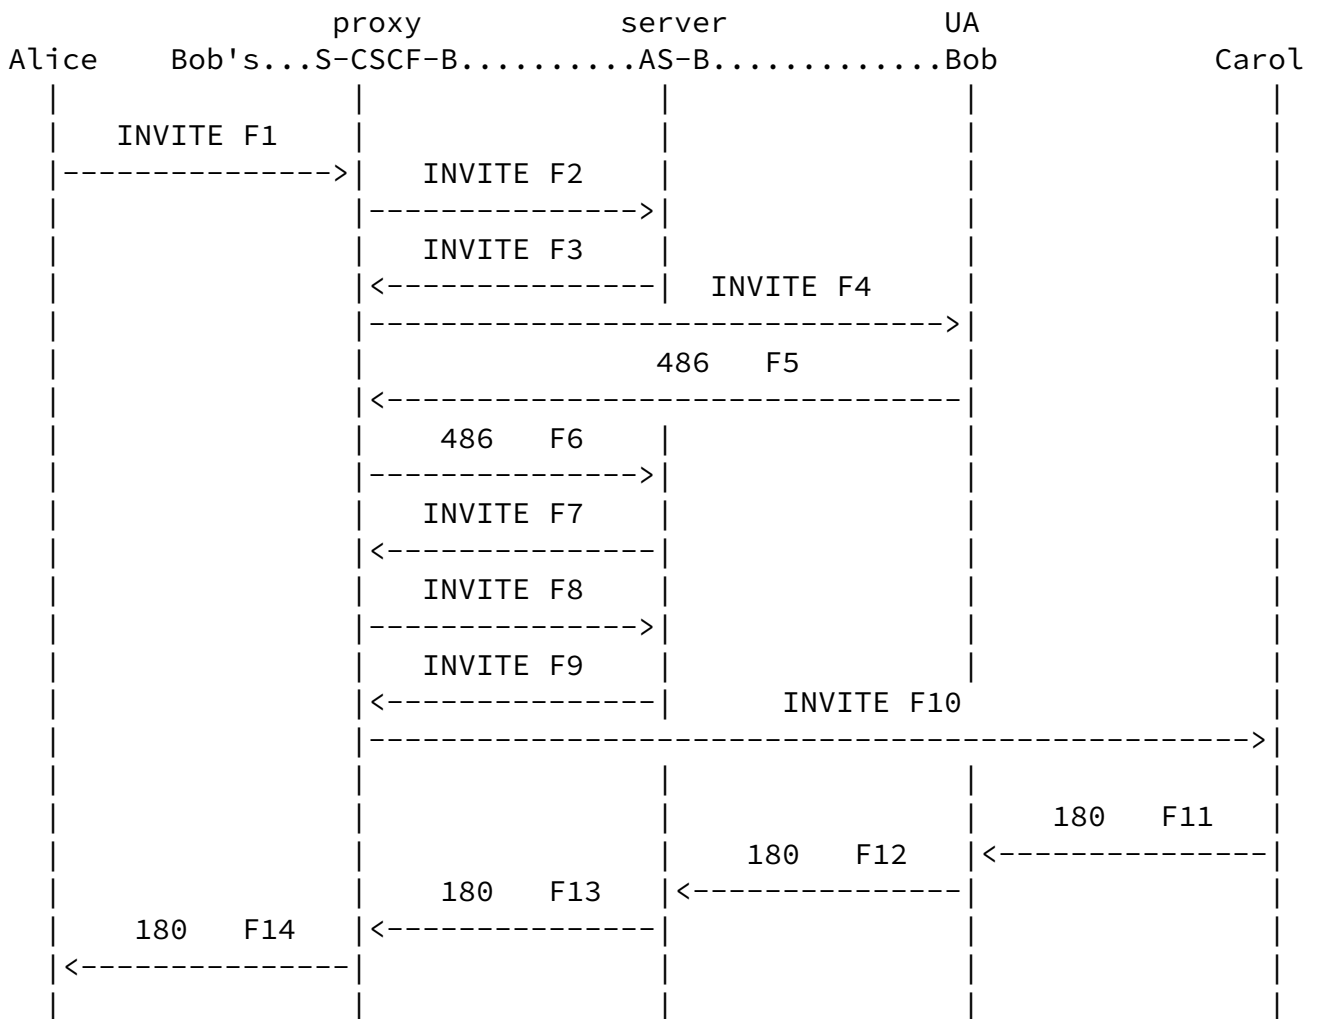 proxy server UA
Alice Bob's...S-CSCF-B..........AS-B.............Bob Carol
INVITE F1
INVITE F2
INVITE F3
INVITE F4
486 F5
486 F6
INVITE F7
INVITE F8
INVITE F9
INVITE F10
180 F11
180 F12
180 F13
180 F14